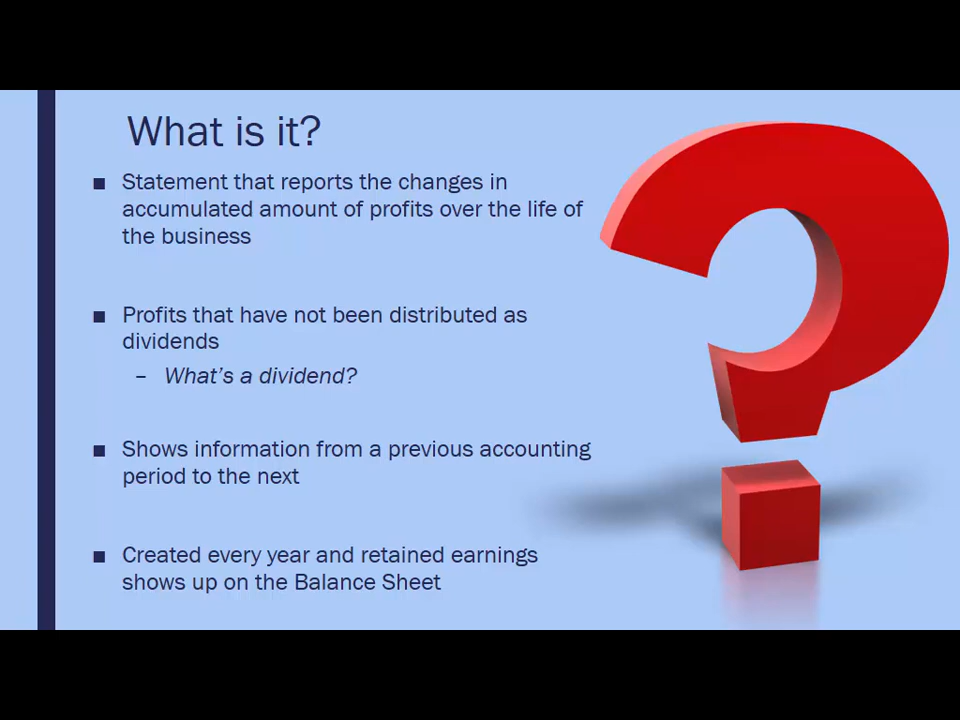 What is it?
■ Statement that reports the changes in
accumulated amount of profits over the life of
the business
■ Profits that have not been distributed as
dividends
– What's a dividend?
■ Shows information from a previous accounting
period to the next
■ Created every year and retained earnings
shows up on the Balance Sheet